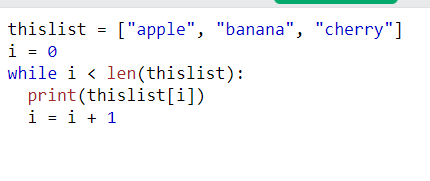 thislist = ["apple", "banana", "cherry"]
i = 0
while i < len(thislist):
  print(thislist[i])
  i = i + 1